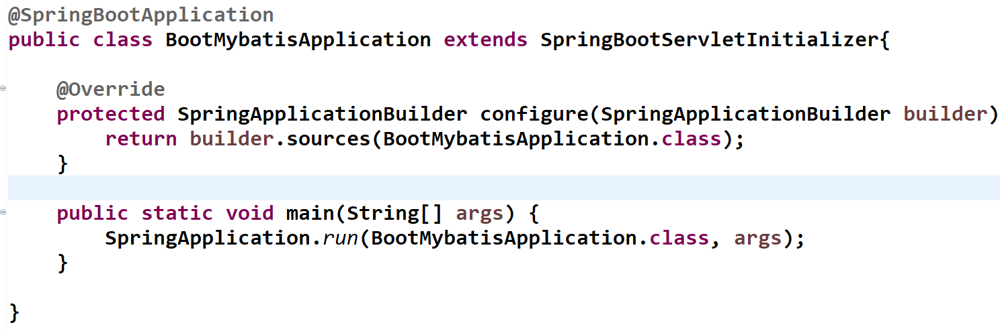 @SpringBootApplication
public class BootMybatisApplication extends SpringBootServletInitializer{
@Override
protected SpringApplicationBuilder configure(SpringApplicationBuilder builder)
return builder.sources(BootMybatisApplication.class);
}
public static void main(String[] args) {
SpringApplication.run(BootMybatisApplication.class, args);
}
}